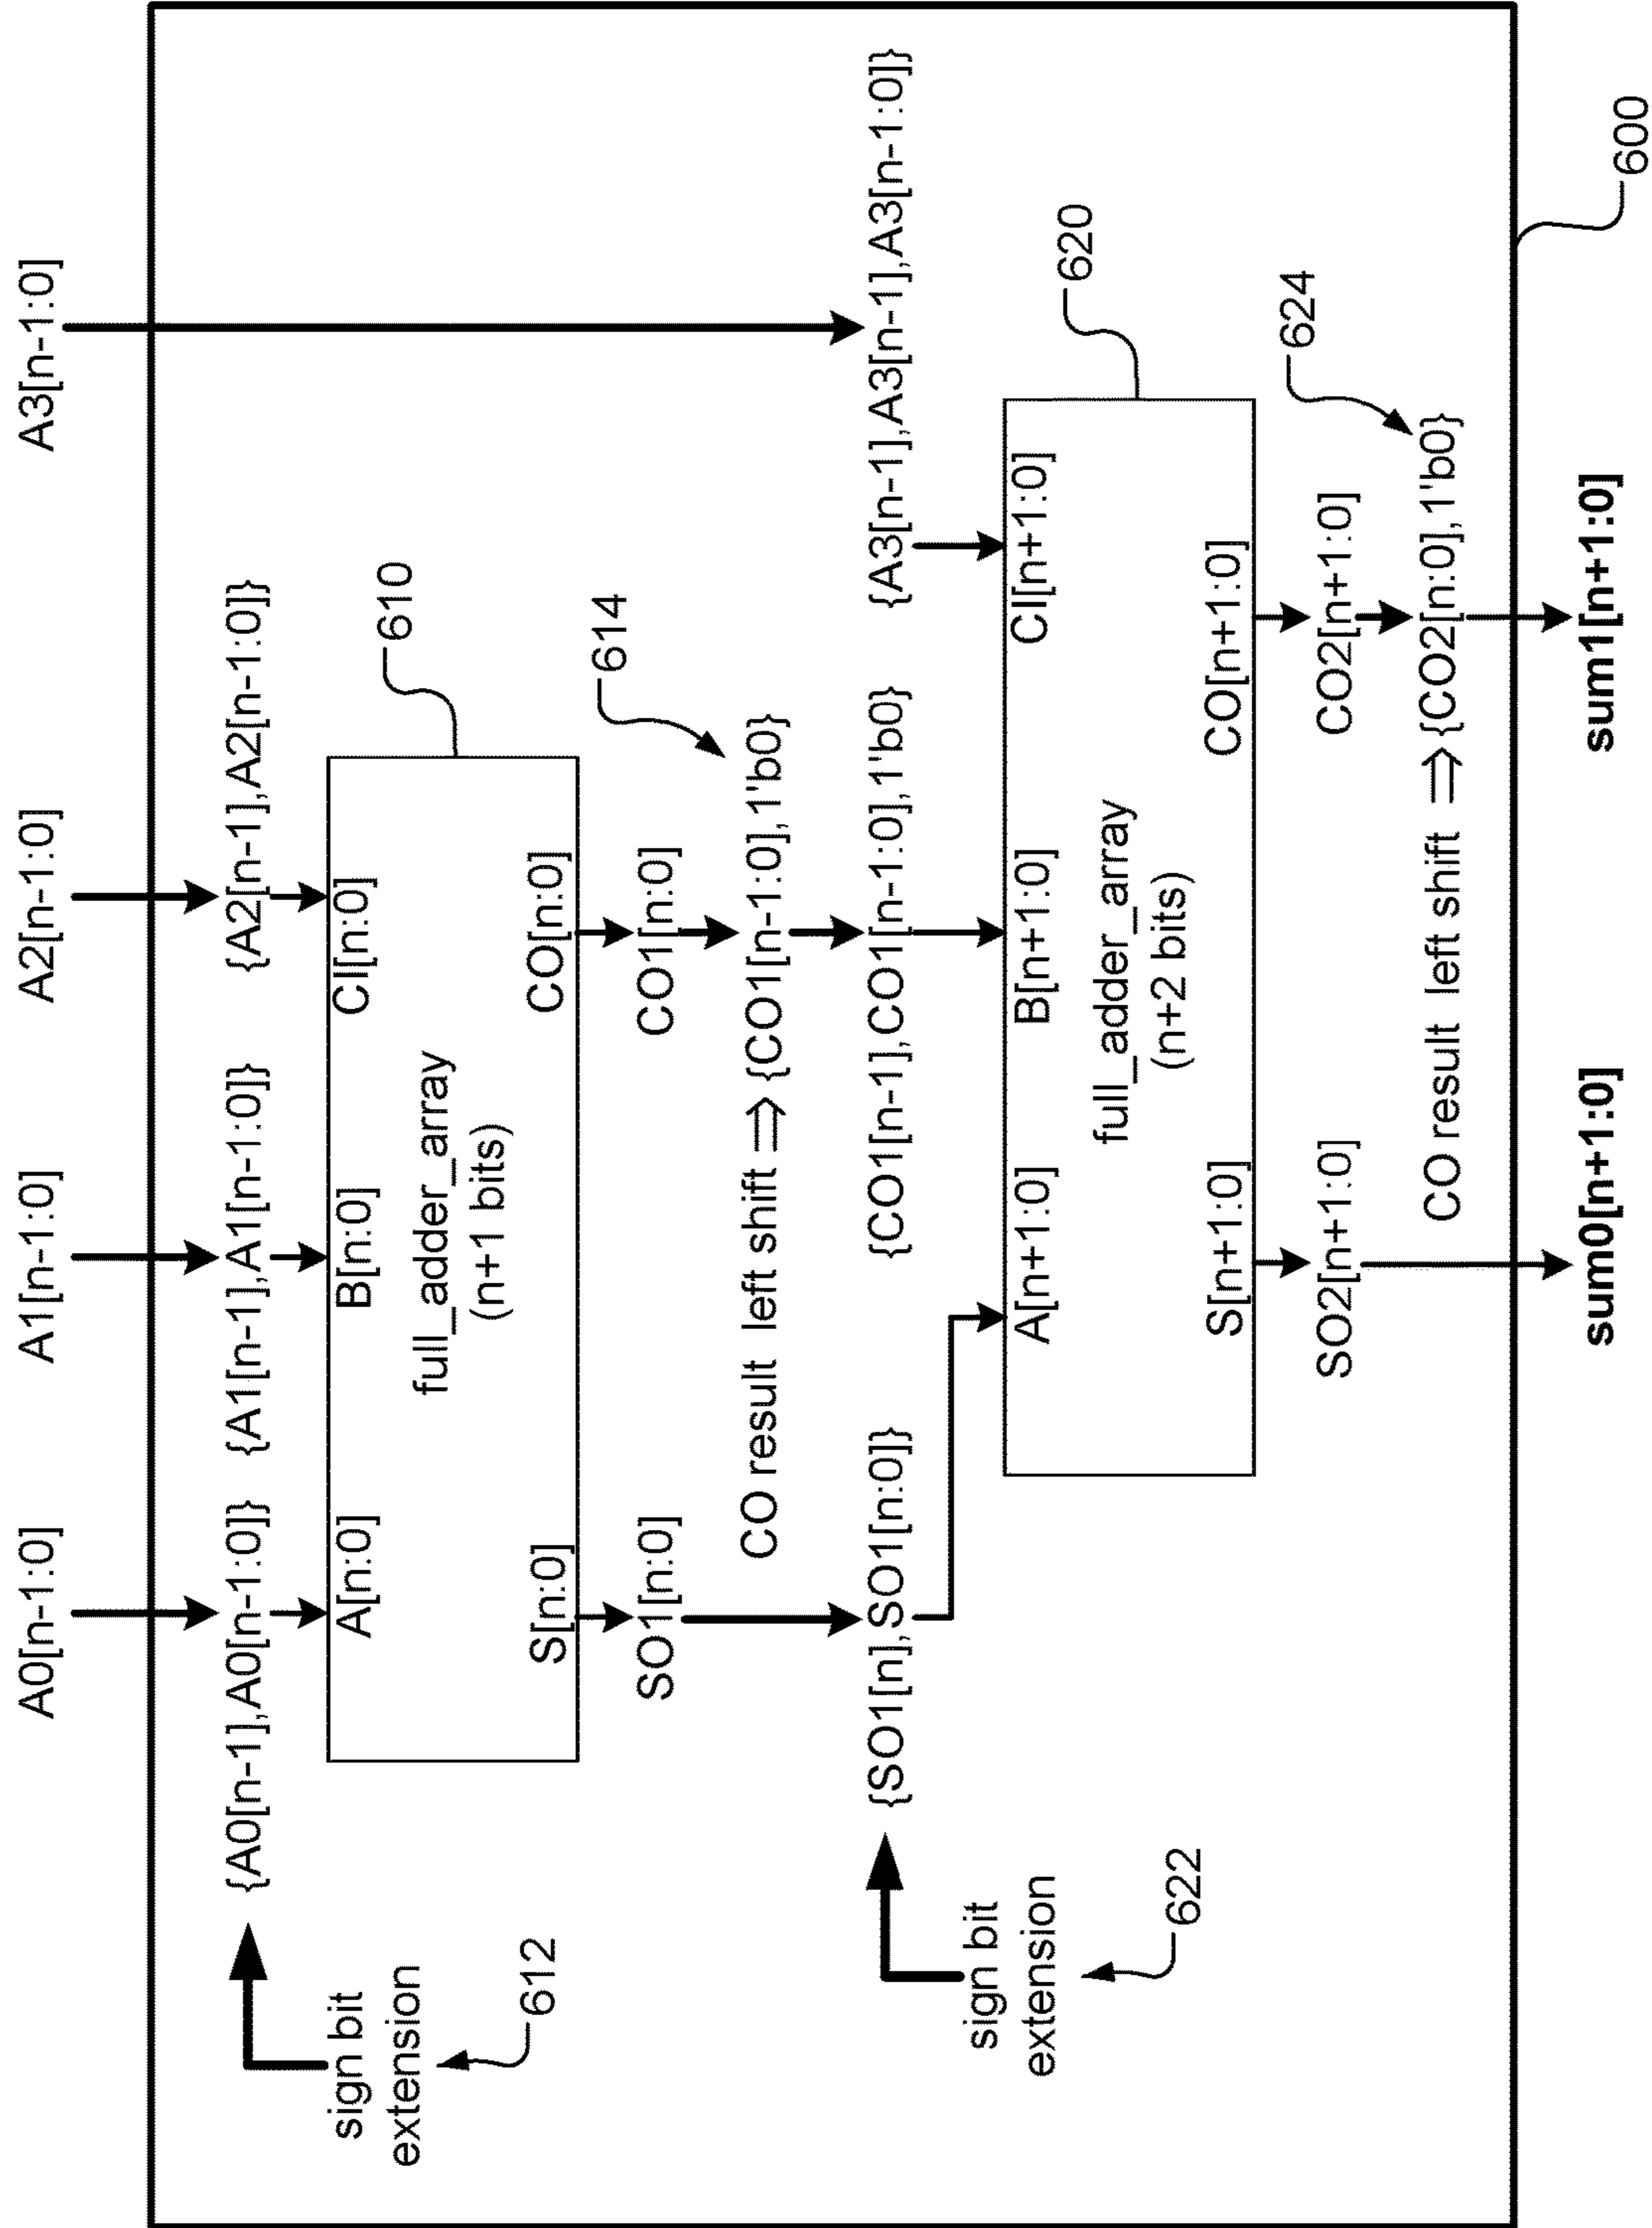 A0[n-1:0]
A1[n-1:0]
A2[n-1:0]
A3[n-1:0]
{A0[n-1],A0[n-1:0]}
{A1[n-1],A1[n-1:0]}
{A2[n-1],A2[n-1:0]}
sign bit
extension
612
A[n:0]
B[n:0]
CI[n:0]
610
full_adder_array
(n+1 bits)
S[n:0]
CO[n:0]
SO1[n:0]
CO1[n:0]
614
CO result left shift ⇒ {CO1[n-1:0],1'b0}
{SO1[n],SO1[n:0]}
{CO1[n-1],CO1[n-1:0],1'b0}
{A3[n-1],A3[n-1],A3[n-1:0]}
sign bit
extension
622
A[n+1:0]
B[n+1:0]
CI[n+1:0]
620
full_adder_array
(n+2 bits)
S[n+1:0]
CO[n+1:0]
SO2[n+1:0]
CO2[n+1:0]
624
CO result left shift ⇒ {CO2[n:0],1'b0}
sum0[n+1:0]
sum1[n+1:0]
600